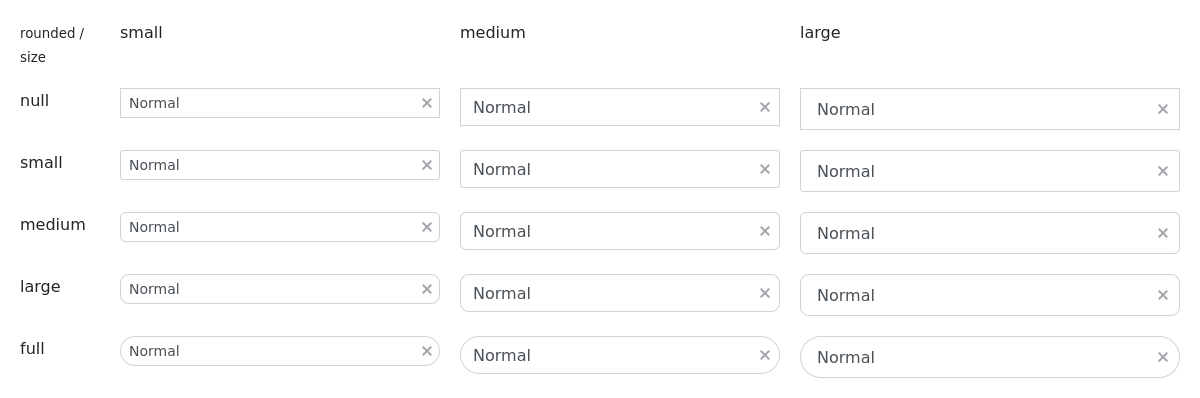 rounded /
size
small
medium
large
null
Normal ×
Normal ×
Normal ×
small
Normal ×
Normal ×
Normal ×
medium
Normal ×
Normal ×
Normal ×
large
Normal ×
Normal ×
Normal ×
full
Normal ×
Normal ×
Normal ×